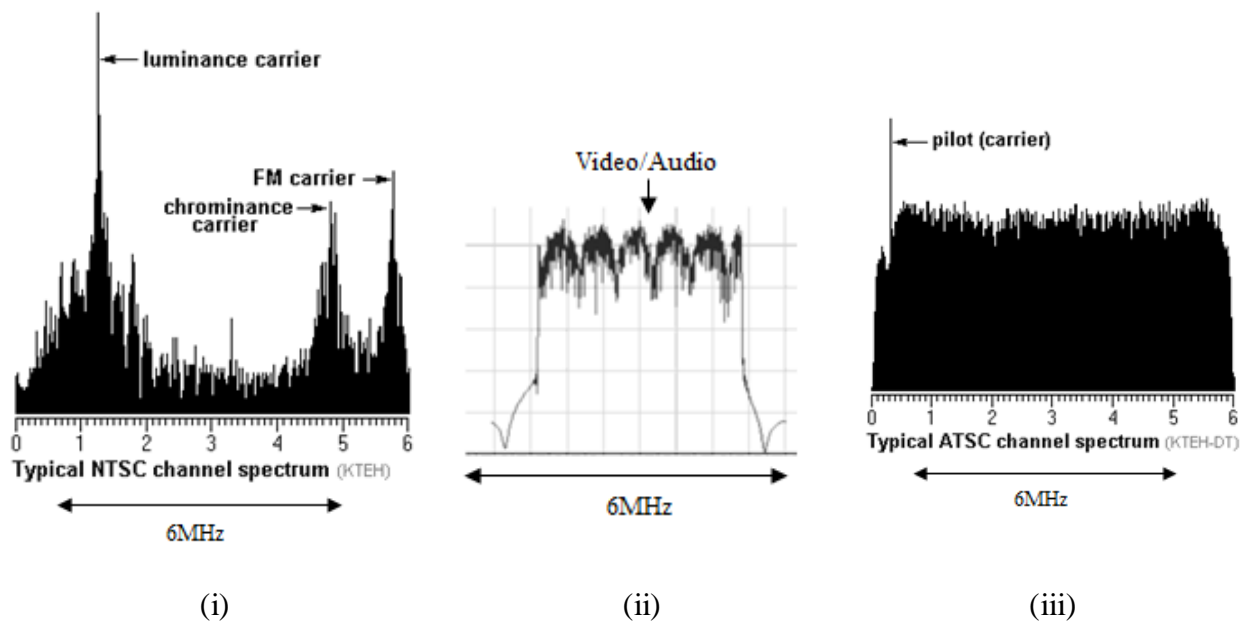 luminance carrier
FM carrier
chrominance
carrier
0 1 2 3 4 5 6
Typical NTSC channel spectrum (KTEH)
6MHz
(i)
Video/Audio
6MHz
(ii)
pilot (carrier)
0 1 2 3 4 5 6
Typical ATSC channel spectrum (KTEH-DT)
6MHz
(iii)